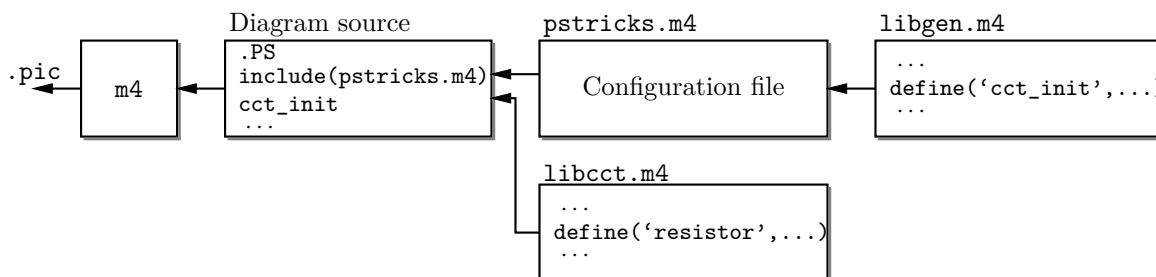 .pic
m4
Diagram source
.PS
include(pstricks.m4)
cct_init
...
pstricks.m4
Configuration file
libgen.m4
...
define(‘cct_init’,...)
...
libcct.m4
...
define(‘resistor’,...)
...